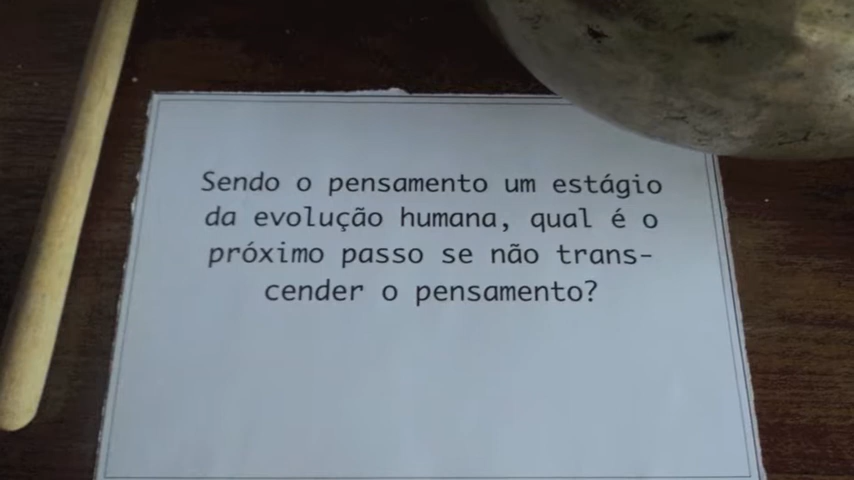 Sendo o pensamento um estágio
da evolução humana, qual é o
próximo passo se não trans-
cender o pensamento?